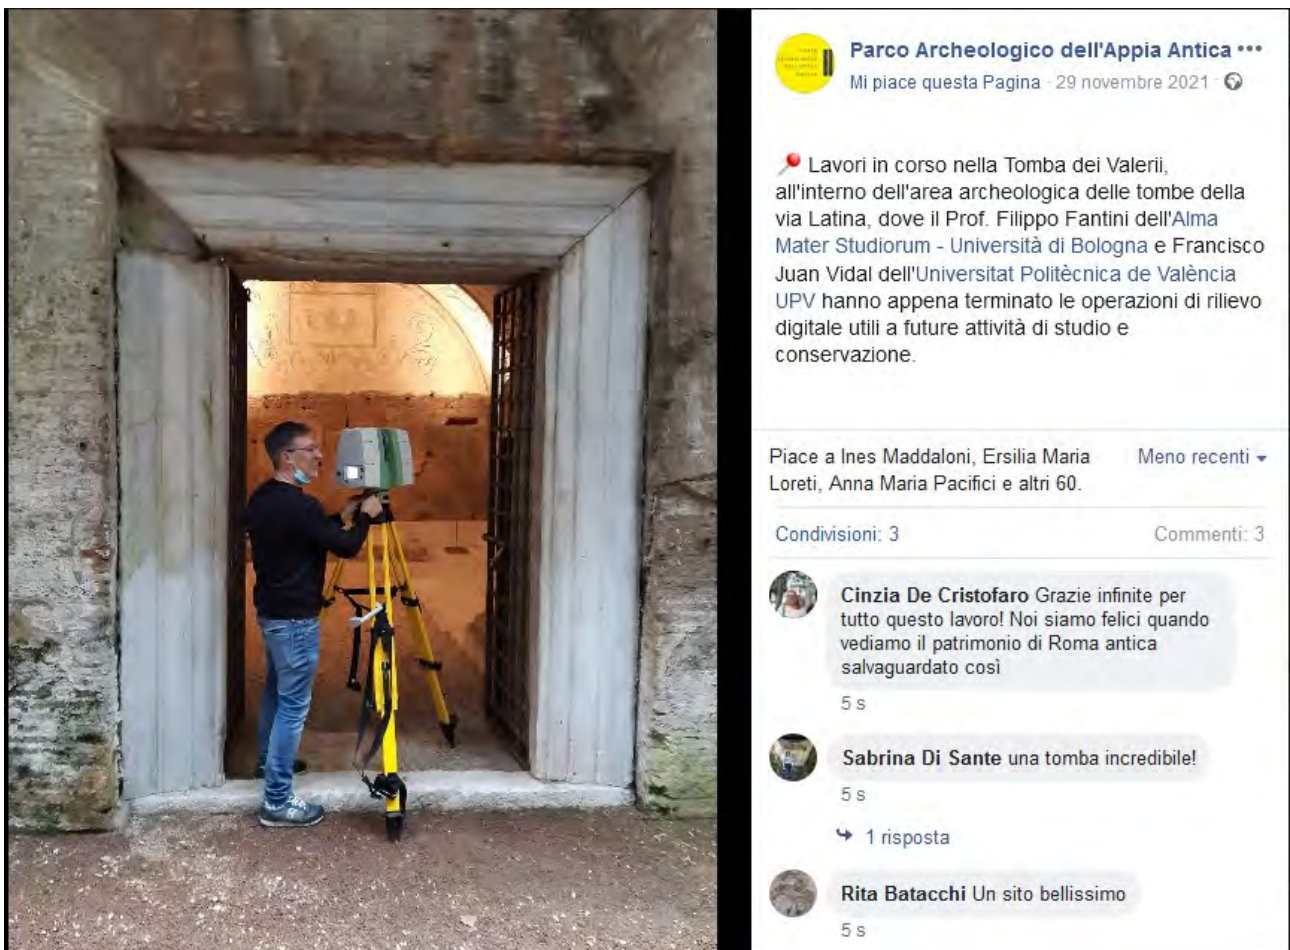 Parco Archeologico dell'Appia Antica •••
Mi piace questa Pagina · 29 novembre 2021 ·
Lavori in corso nella Tomba dei Valerii,
all'interno dell'area archeologica delle tombe della
via Latina, dove il Prof. Filippo Fantini dell'Alma
Mater Studiorum - Università di Bologna e Francisco
Juan Vidal dell'Universitat Politècnica de València
UPV hanno appena terminato le operazioni di rilievo
digitale utili a future attività di studio e
conservazione.
Piace a Ines Maddaloni, Ersilia Maria
Loreti, Anna Maria Pacifici e altri 60.
Meno recenti
Condivisioni: 3
Commenti: 3
Cinzia De Cristofaro Grazie infinite per
tutto questo lavoro! Noi siamo felici quando
vediamo il patrimonio di Roma antica
salvaguardato così
5 s
Sabrina Di Sante una tomba incredibile!
5 s
1 risposta
Rita Batacchi Un sito bellissimo
5 s